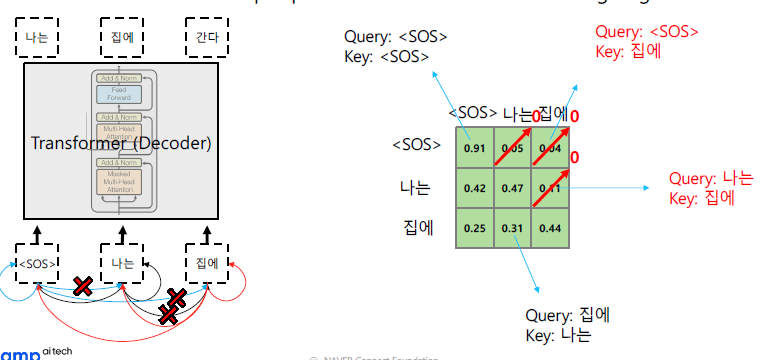 나는 집에 간다
Add & Norm
Feed
Forward
Add & Norm
Multi-Head
Attention
Transformer (Decoder)
Add & Norm
Masked
Multi-Head
Attention
<SOS> 나는 집에
Query: <SOS>
Key: <SOS>
Query: <SOS>
Key: 집에
<SOS> 나는 집에
0 0
<SOS> 0.91 0.05 0.04
0
나는 0.42 0.47 0.11
집에 0.25 0.31 0.44
Query: 나는
Key: 집에
Query: 집에
Key: 나는
amp ai tech